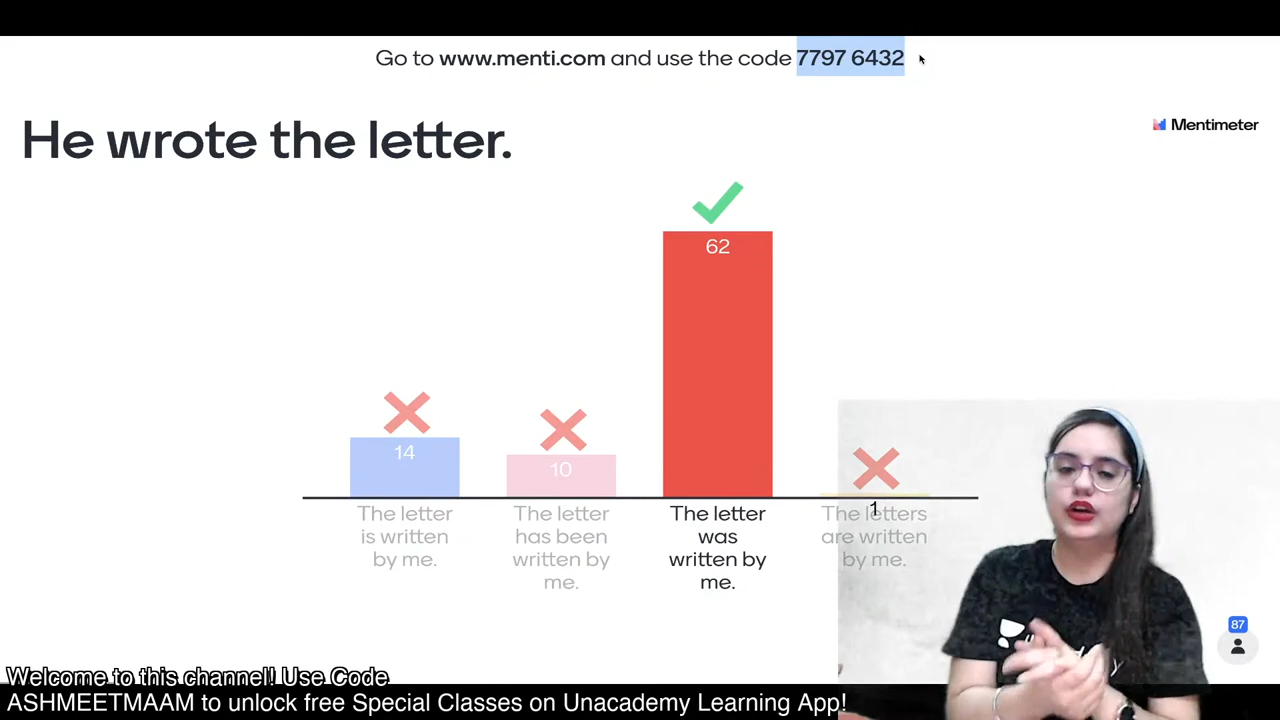 Go to www.menti.com and use the code 7797 6432
He wrote the letter.
Mentimeter
62
14
10
1
The letter
is written
by me.
The letter
has been
written by
me.
The letter
was
written by
me.
The letters
are written
by me.
87
Welcome to this channel! Use Code
ASHMEETMAAM to unlock free Special Classes on Unacademy Learning App!